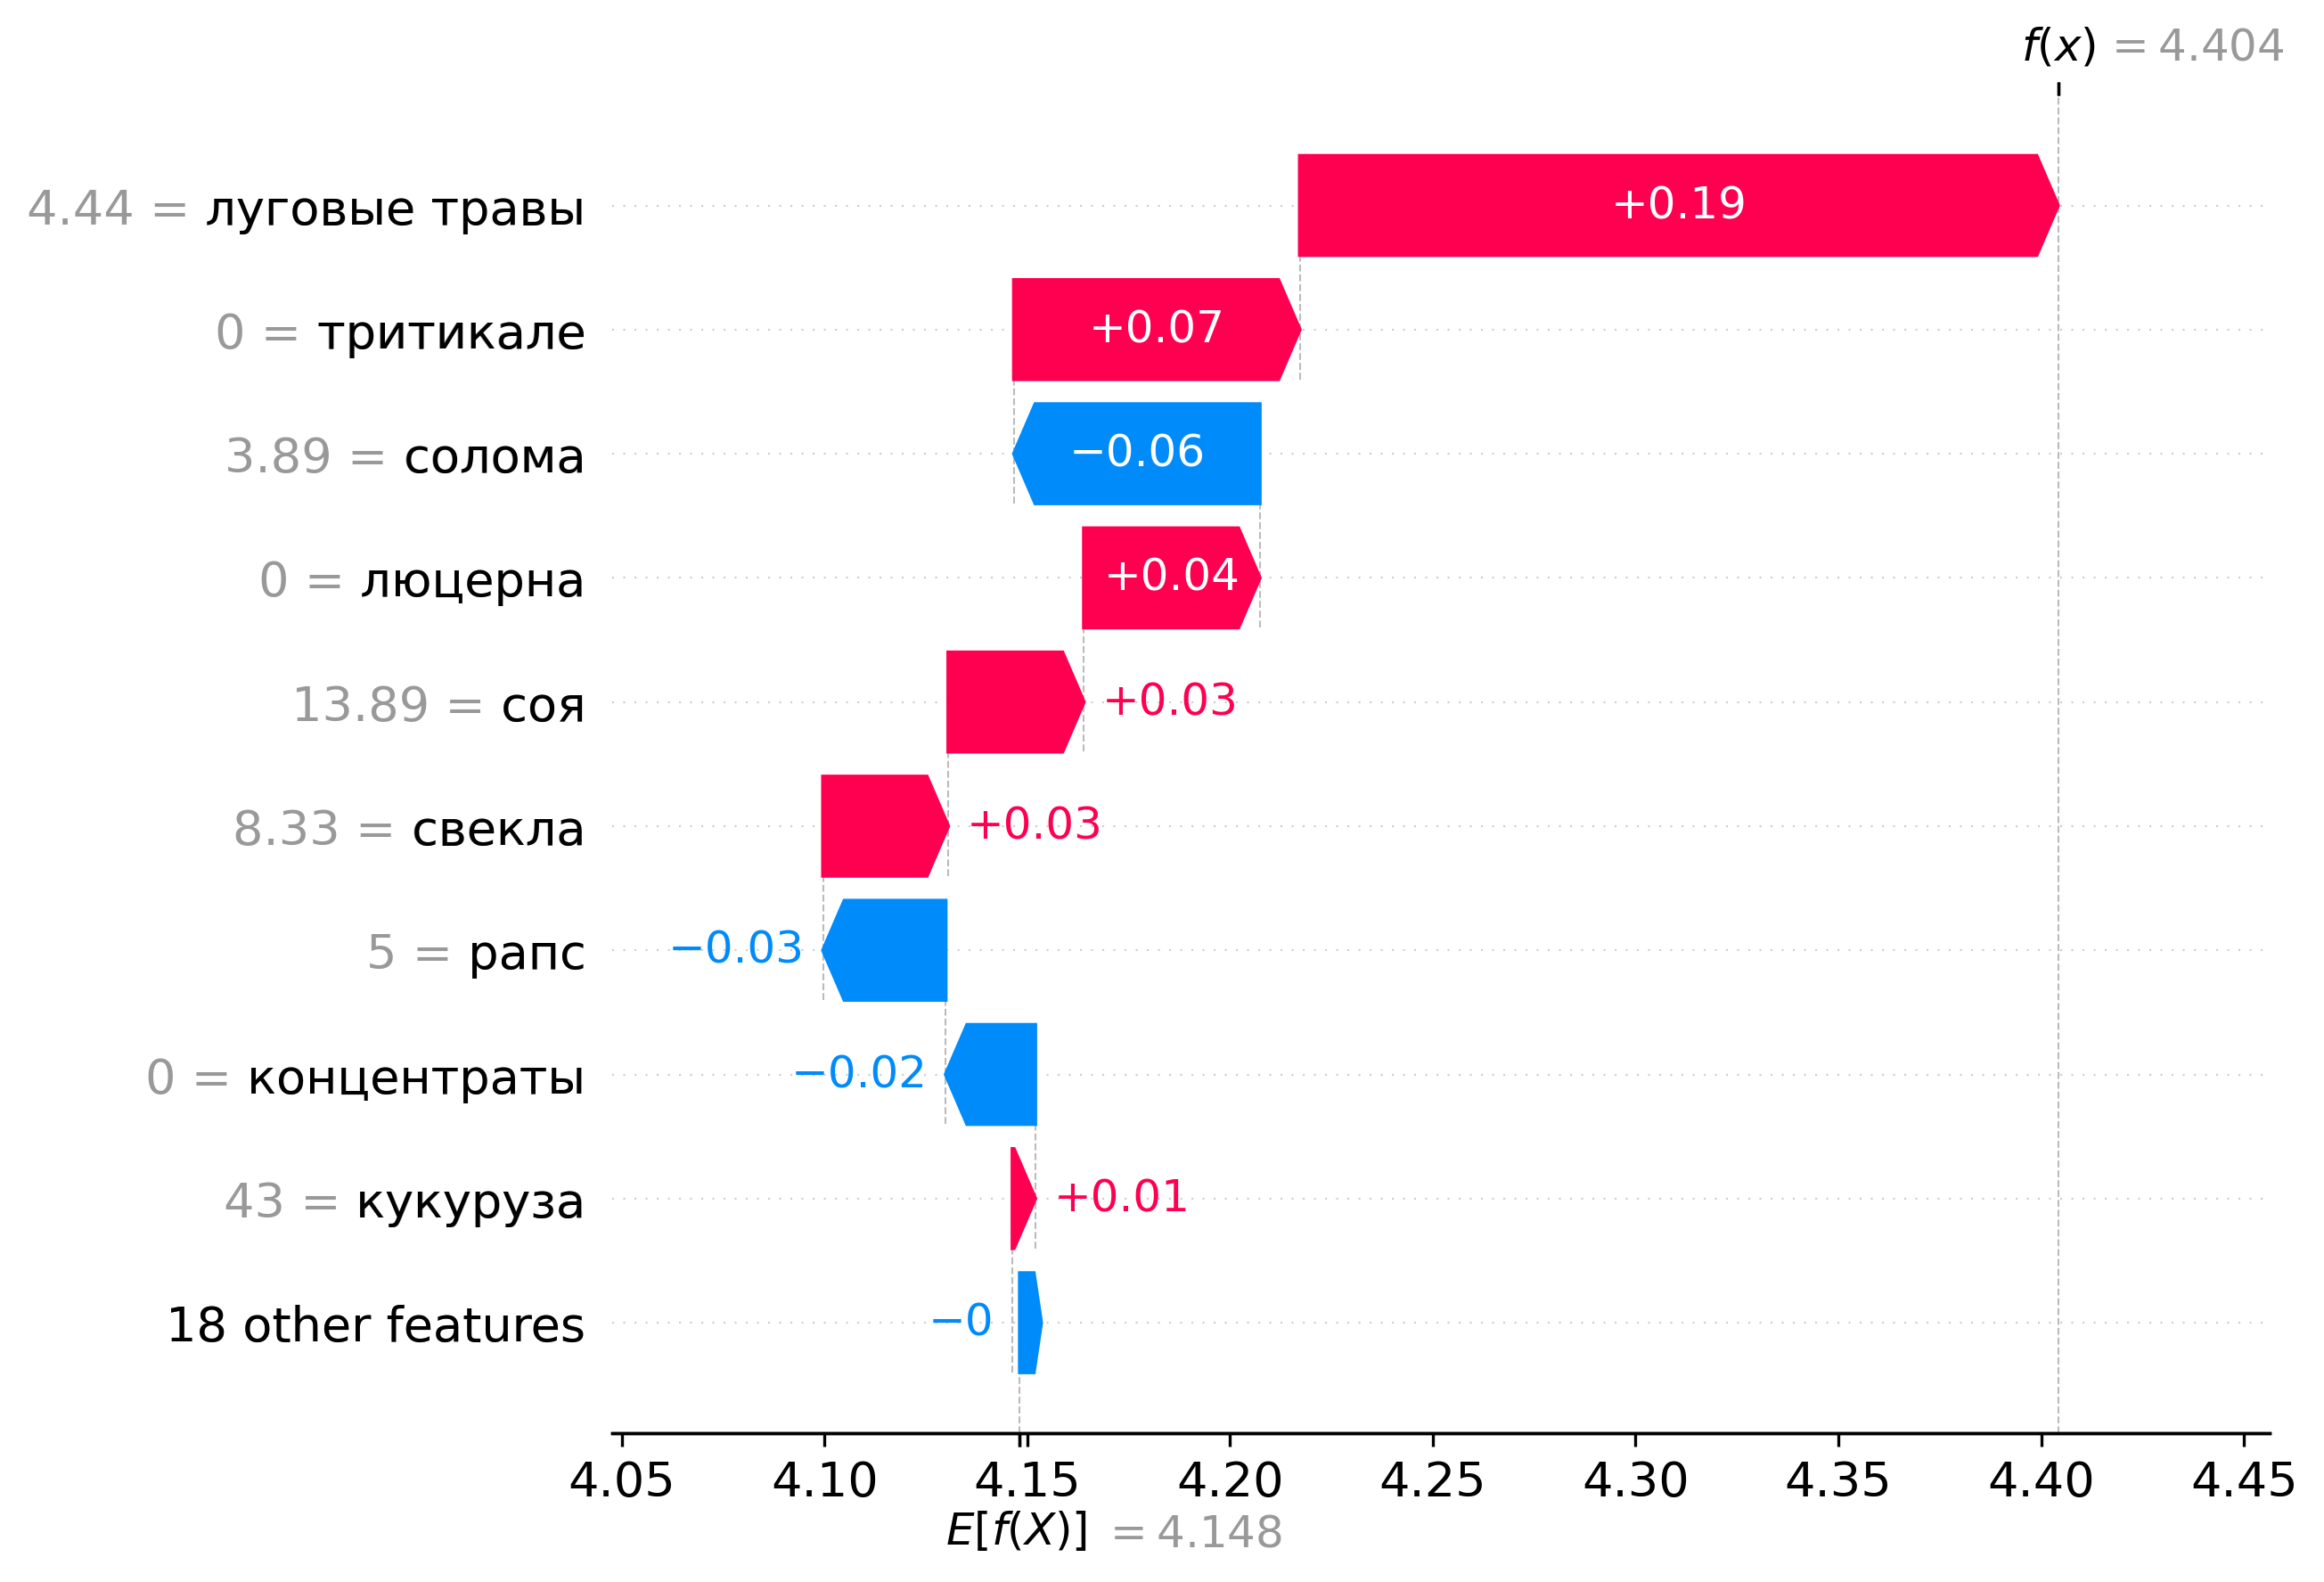 f(x) = 4.404
4.44 = луговые травы
+0.19
0 = тритикале
+0.07
3.89 = солома
−0.06
0 = люцерна
+0.04
13.89 = соя
+0.03
8.33 = свекла
+0.03
5 = рапс
−0.03
0 = концентраты
−0.02
43 = кукуруза
+0.01
18 other features
−0
4.05 4.10 4.15 4.20 4.25 4.30 4.35 4.40 4.45
E[f(X)] = 4.148